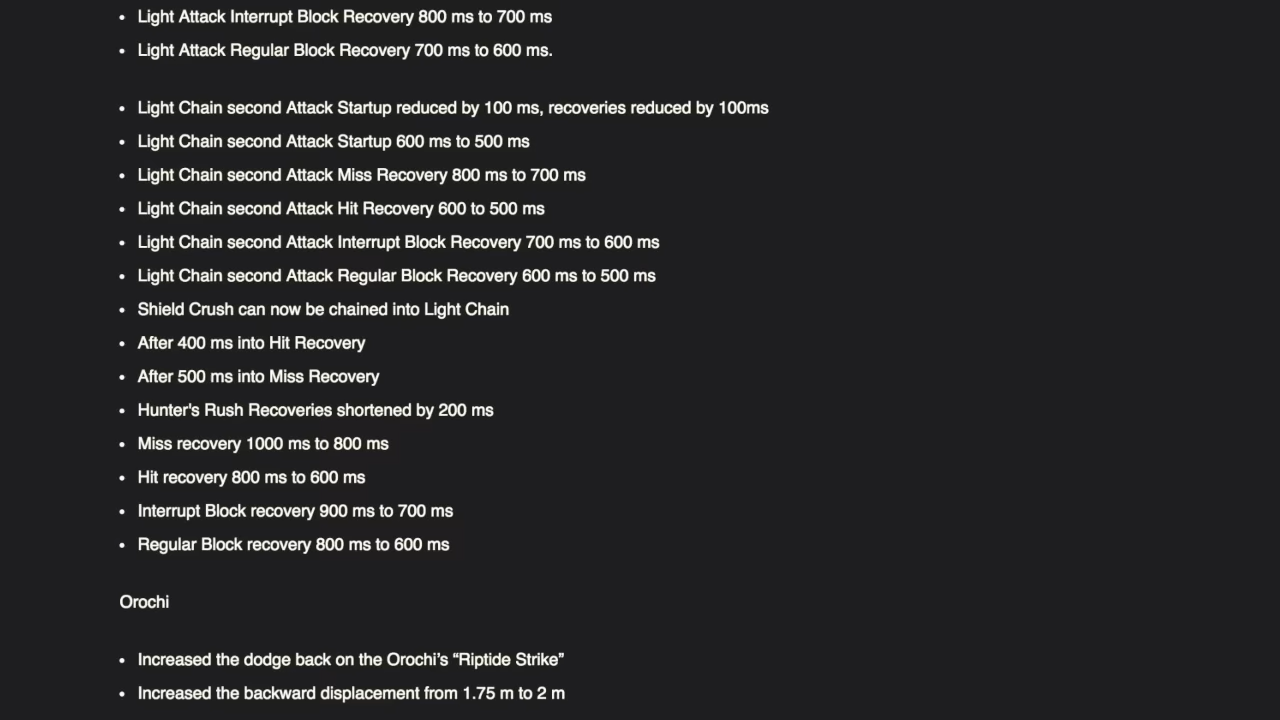 • Light Attack Interrupt Block Recovery 800 ms to 700 ms
• Light Attack Regular Block Recovery 700 ms to 600 ms.
• Light Chain second Attack Startup reduced by 100 ms, recoveries reduced by 100ms
• Light Chain second Attack Startup 600 ms to 500 ms
• Light Chain second Attack Miss Recovery 800 ms to 700 ms
• Light Chain second Attack Hit Recovery 600 to 500 ms
• Light Chain second Attack Interrupt Block Recovery 700 ms to 600 ms
• Light Chain second Attack Regular Block Recovery 600 ms to 500 ms
• Shield Crush can now be chained into Light Chain
• After 400 ms into Hit Recovery
• After 500 ms into Miss Recovery
• Hunter's Rush Recoveries shortened by 200 ms
• Miss recovery 1000 ms to 800 ms
• Hit recovery 800 ms to 600 ms
• Interrupt Block recovery 900 ms to 700 ms
• Regular Block recovery 800 ms to 600 ms
Orochi
• Increased the dodge back on the Orochi’s “Riptide Strike”
• Increased the backward displacement from 1.75 m to 2 m